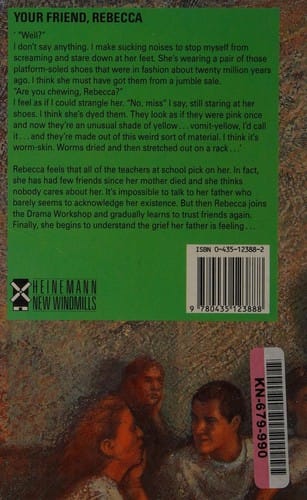 YOUR FRIEND, REBECCA
' "Well?"
I don't say anything. I make sucking noises to stop myself from
screaming and stare down at her feet. She's wearing a pair of those
platform-soled shoes that were in fashion about twenty million years
ago. I think she must have got them from a jumble sale.
"Are you chewing, Rebecca?"
I feel as if I could strangle her. "No, miss" I say, still staring at her
shoes. I think she's dyed them. They look as if they were pink once
and now they're an unusual shade of yellow . . . vomit-yellow, I'd call
it . . . and they're made out of this weird sort of material. I think it's
worm-skin. Worms dried and then stretched out on a rack . . .'
Rebecca feels that all of the teachers at school pick on her. In fact,
she has had few friends since her mother died and she thinks
nobody cares about her. It's impossible to talk to her father who
barely seems to acknowledge her existence. But then Rebecca joins
the Drama Workshop and gradually learns to trust friends again.
Finally, she begins to understand the grief her father is feeling . . .
ISBN 0-435-12388-2
9 780435 123888
HEINEMANN
NEW WINDMILLS
KN-679-990